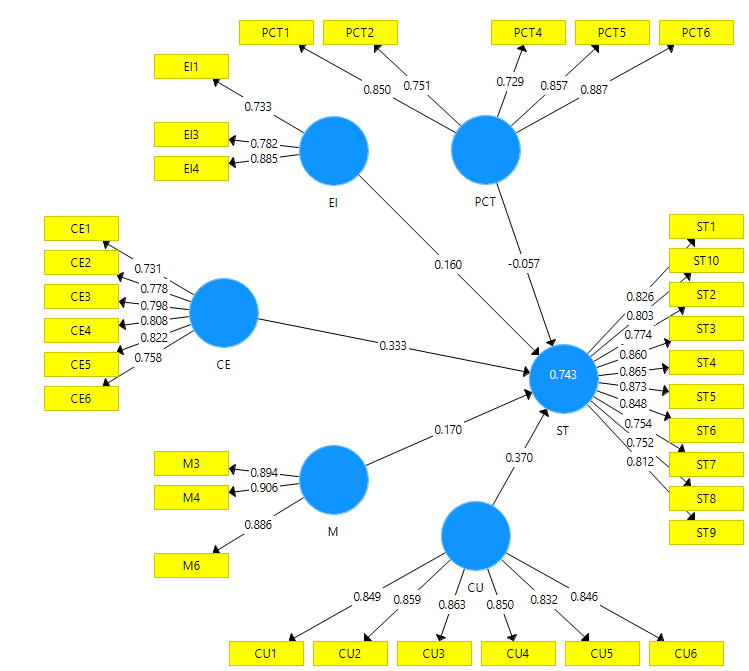 PCT1
PCT2
PCT4
PCT5
PCT6
0.850
0.751
0.729
0.857
0.887
EI1
EI3
EI4
0.733
0.782
0.885
EI
PCT
0.160
-0.057
CE1
CE2
CE3
CE4
CE5
CE6
0.731
0.778
0.798
0.808
0.822
0.758
CE
0.333
ST1
ST10
ST2
ST3
ST4
ST5
ST6
ST7
ST8
ST9
0.826
0.803
0.774
0.860
0.865
0.873
0.848
0.754
0.752
0.812
0.743
ST
0.170
0.370
M3
M4
M6
0.894
0.906
0.886
M
CU
0.849
0.859
0.863
0.850
0.832
0.846
CU1
CU2
CU3
CU4
CU5
CU6